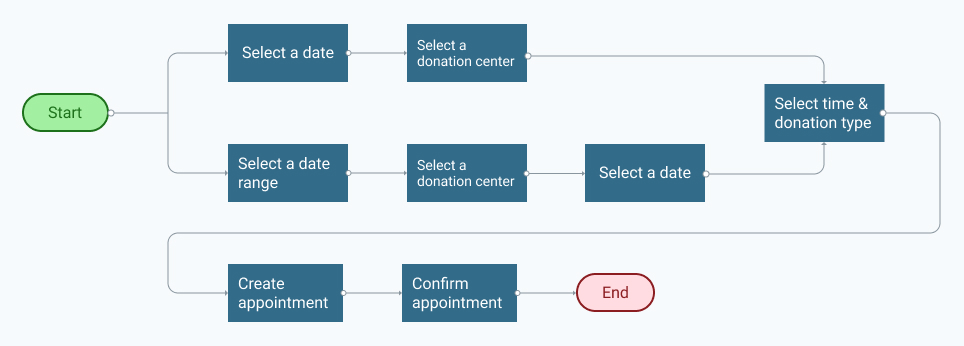 Start
Select a date
Select a
donation center
Select time &
donation type
Select a date
range
Select a
donation center
Select a date
Create
appointment
Confirm
appointment
End